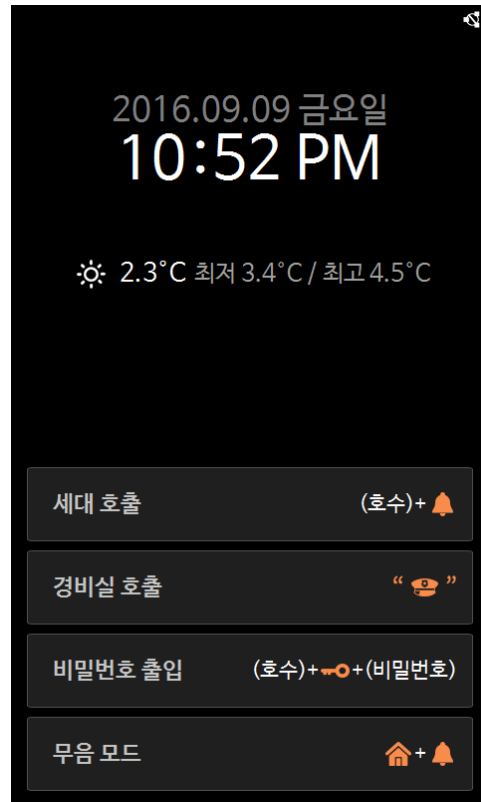 2016.09.09 금요일
10:52 PM
2.3°C 최저 3.4°C / 최고 4.5°C
세대 호출 (호수)+
경비실 호출 “ ”
비밀번호 출입 (호수)+ +(비밀번호)
무음 모드 +